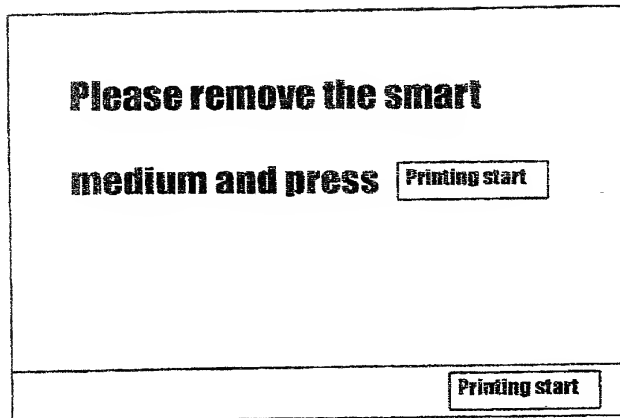 Please remove the smart
medium and press Printing start
Printing start